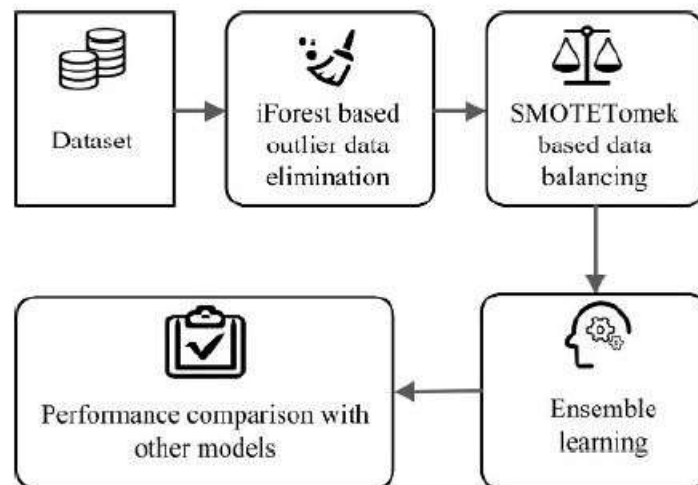 Dataset
iForest based
outlier data
elimination
SMOTETomek
based data
balancing
Ensemble
learning
Performance comparison with
other models